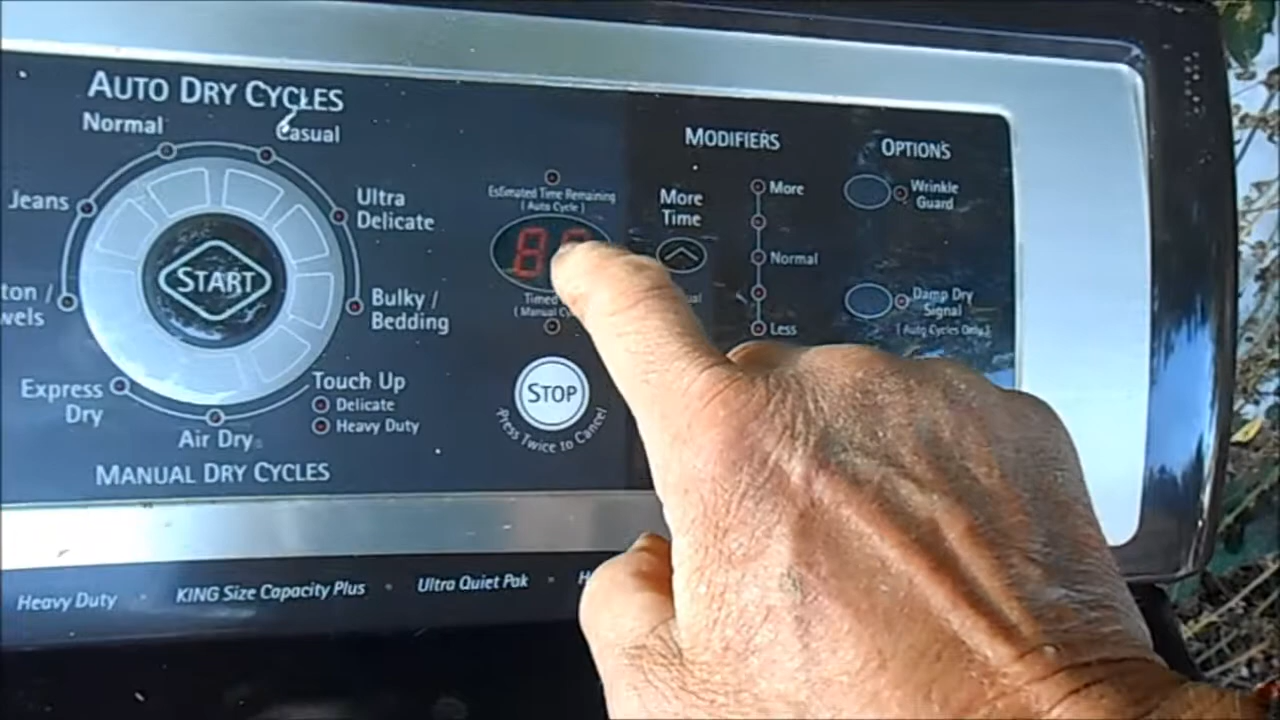 AUTO DRY CYCLES
Normal
Casual
Jeans
Ultra
Delicate
ton /
wels
Bulky /
Bedding
Express
Dry
Touch Up
Delicate
Heavy Duty
Air Dry
START
MANUAL DRY CYCLES
Estimated Time Remaining
( Auto Cycle )
8
Timed
( Manual Cy
STOP
Press Twice to Cancel
MODIFIERS
More
Time
More
Normal
Less
OPTIONS
Wrinkle
Guard
Damp Dry
Signal
( Auto Cycles Only )
Heavy Duty • KING Size Capacity Plus • Ultra Quiet Pak • H